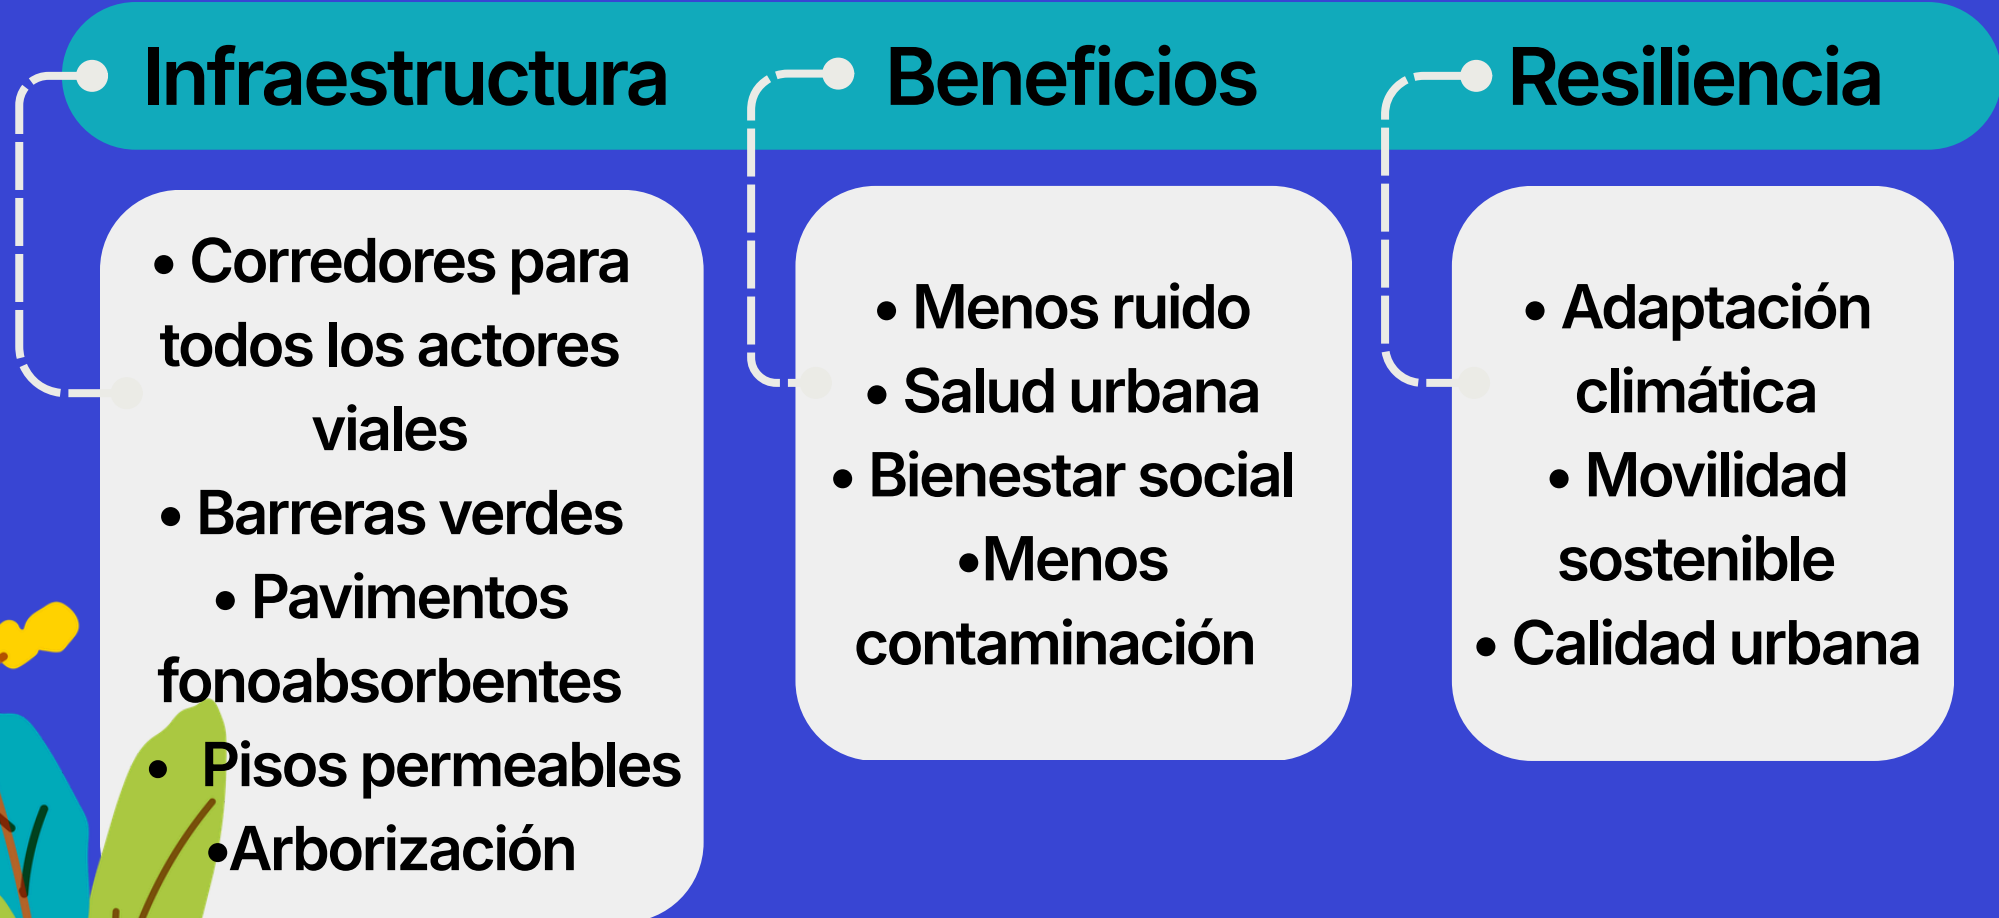 Infraestructura
• Corredores para
todos los actores
viales
• Barreras verdes
• Pavimentos
fonoabsorbentes
• Pisos permeables
•Arborización
Beneficios
• Menos ruido
• Salud urbana
• Bienestar social
•Menos
contaminación
Resiliencia
• Adaptación
climática
• Movilidad
sostenible
• Calidad urbana